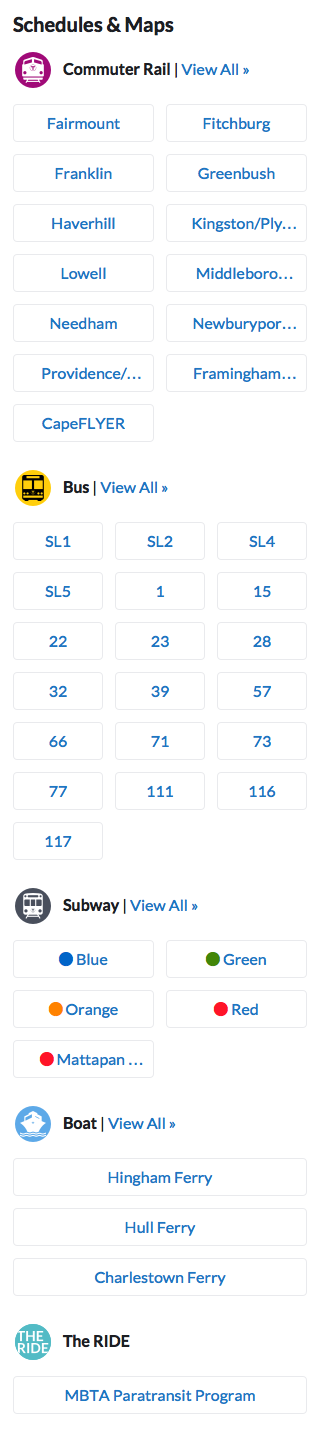 Schedules & Maps
Commuter Rail | View All »
Fairmount Fitchburg
Franklin Greenbush
Haverhill Kingston/Ply...
Lowell Middleboro...
Needham Newburypor...
Providence/... Framingham...
CapeFLYER
Bus | View All »
SL1 SL2 SL4
SL5 1 15
22 23 28
32 39 57
66 71 73
77 111 116
117
Subway | View All »
Blue Green
Orange Red
Mattapan ...
Boat | View All »
Hingham Ferry
Hull Ferry
Charlestown Ferry
THE
RIDE
The RIDE
MBTA Paratransit Program